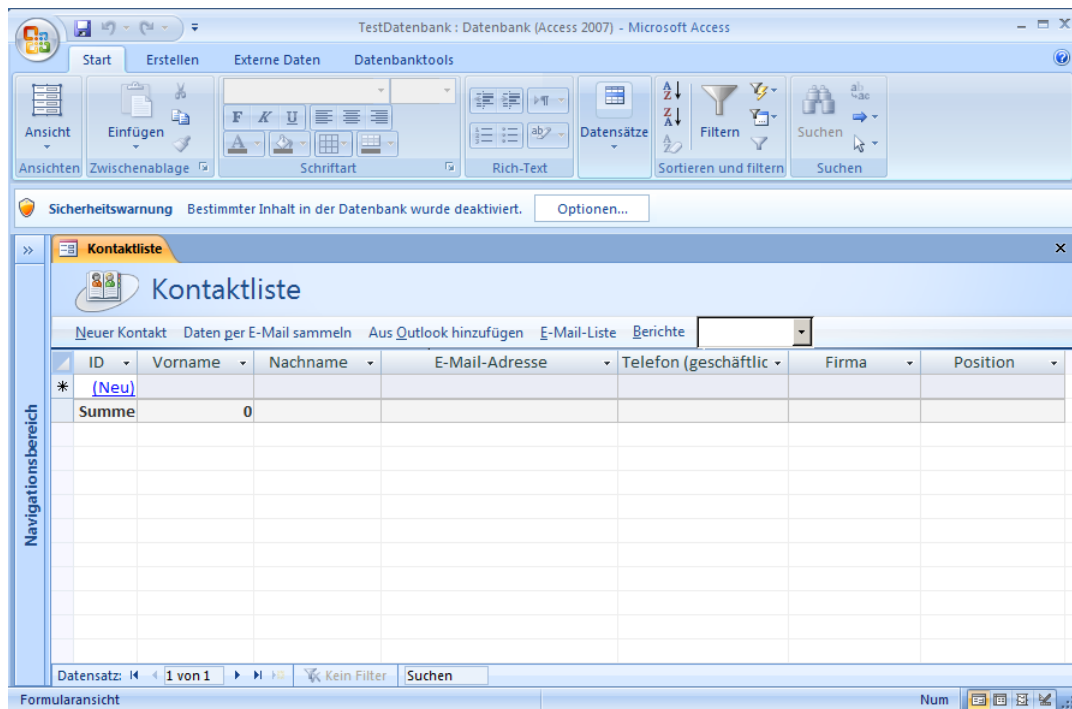 TestDatenbank : Datenbank (Access 2007) - Microsoft Access
Start Erstellen Externe Daten Datenbanktools
Ansicht Einfügen F K U A Datensätze Filtern Suchen
Ansichten Zwischenablage Schriftart Rich-Text Sortieren und filtern Suchen
Sicherheitswarnung Bestimmter Inhalt in der Datenbank wurde deaktiviert. Optionen...
Kontaktliste
Kontaktliste
Neuer Kontakt Daten per E-Mail sammeln Aus Outlook hinzufügen E-Mail-Liste Berichte
ID Vorname Nachname E-Mail-Adresse Telefon (geschäftlic Firma Position
(Neu)
Summe 0
Navigationsbereich
Datensatz: 1 von 1 Kein Filter Suchen
Formularansicht Num